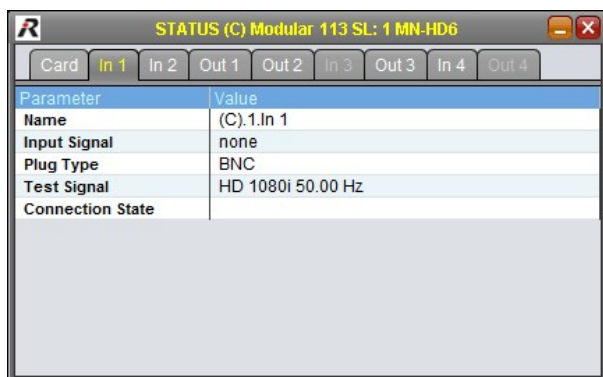 R STATUS (C) Modular 113 SL: 1 MN-HD6
Card In 1 In 2 Out 1 Out 2 In 3 Out 3 In 4 Out 4
Parameter Value
Name (C).1.In 1
Input Signal none
Plug Type BNC
Test Signal HD 1080i 50.00 Hz
Connection State